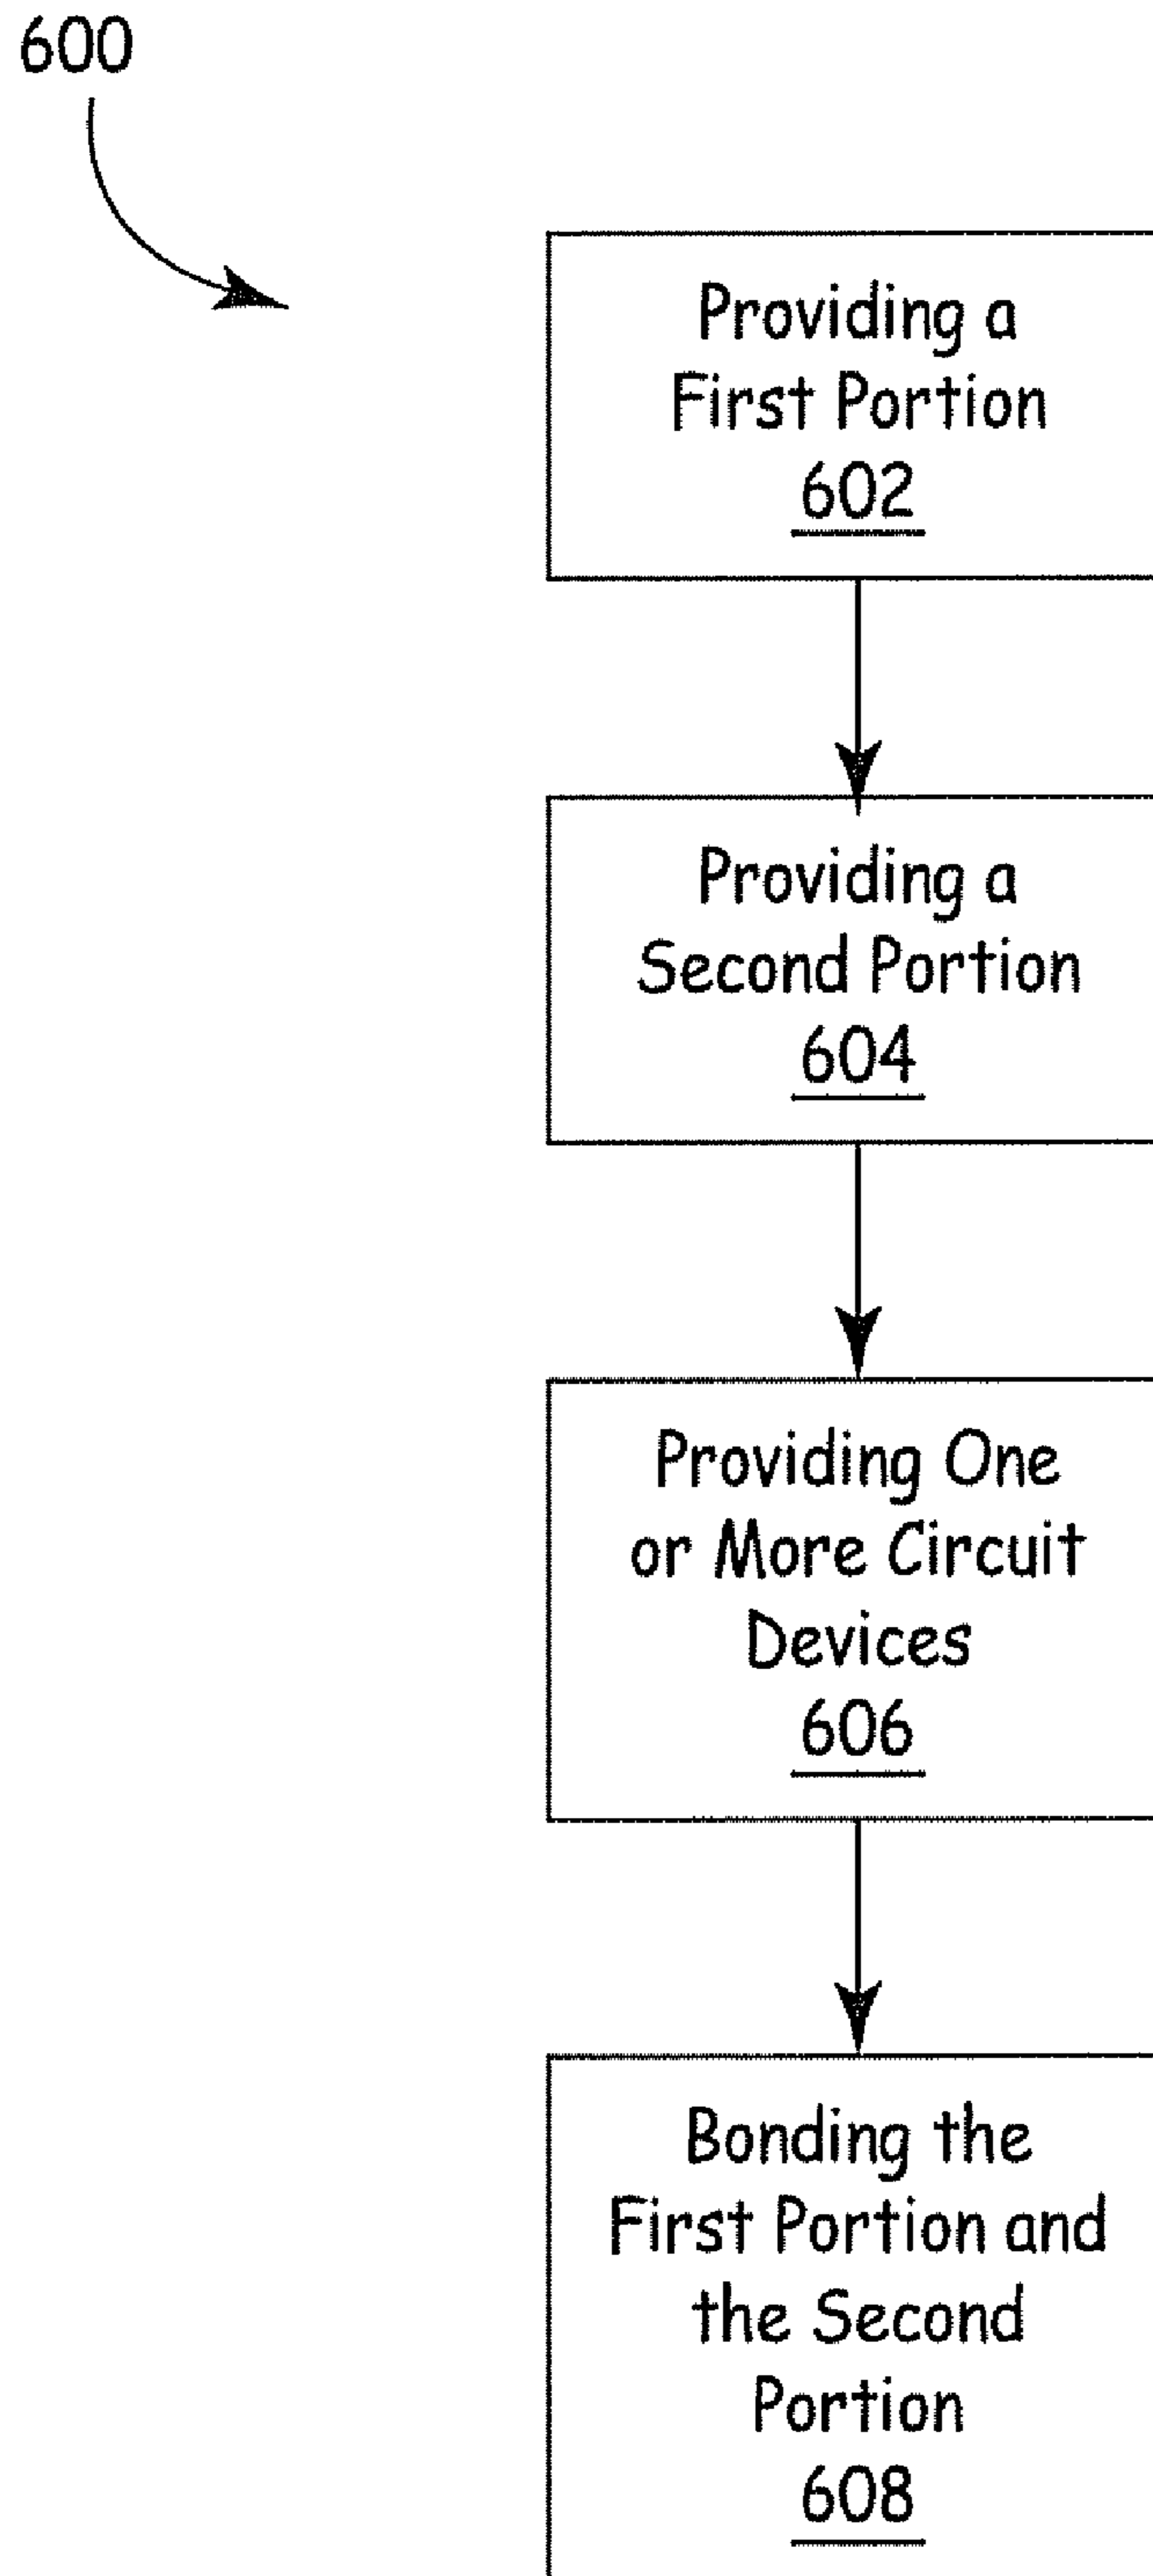 600
Providing a
First Portion
602
Providing a
Second Portion
604
Providing One
or More Circuit
Devices
606
Bonding the
First Portion and
the Second
Portion
608